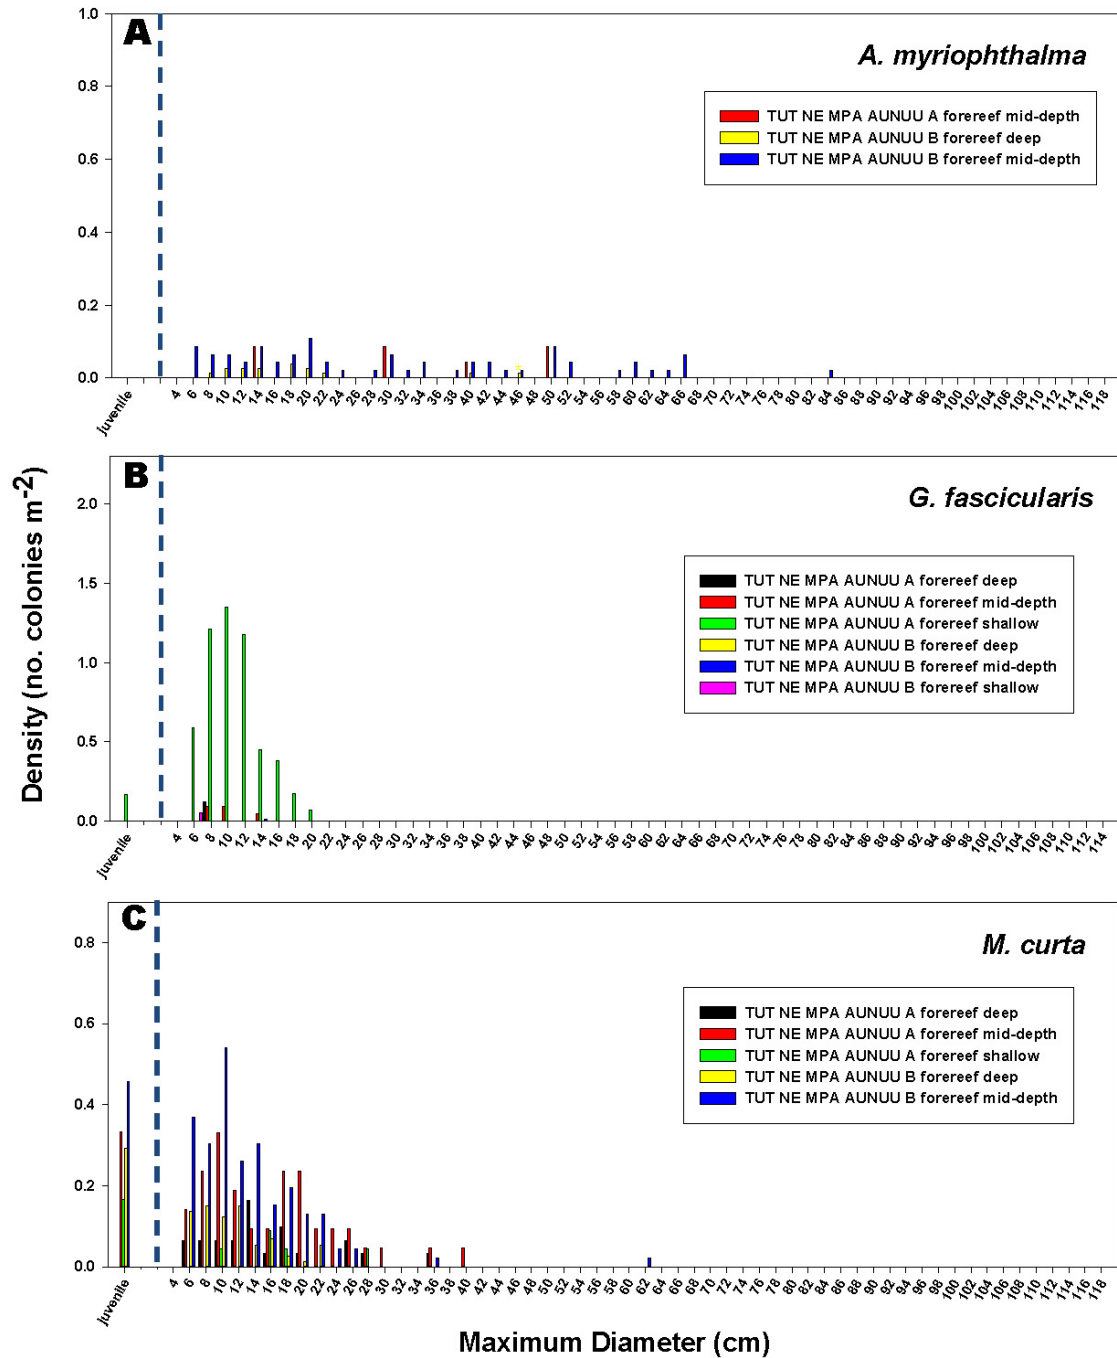 A
A. myriophthalma
TUT NE MPA AUNUU A forereef mid-depth
TUT NE MPA AUNUU B forereef deep
TUT NE MPA AUNUU B forereef mid-depth
1.0
0.8
0.6
0.4
0.2
0.0
juvenile 4 6 8 10 12 14 16 18 20 22 24 26 28 30 32 34 36 38 40 42 44 46 48 50 52 54 56 58 60 62 64 66 68 70 72 74 76 78 80 82 84 86 88 90 92 94 96 98 100 102 104 106 108 110 112 114 116 118
Density (no. colonies m-2)
B
G. fascicularis
TUT NE MPA AUNUU A forereef deep
TUT NE MPA AUNUU A forereef mid-depth
TUT NE MPA AUNUU A forereef shallow
TUT NE MPA AUNUU B forereef deep
TUT NE MPA AUNUU B forereef mid-depth
TUT NE MPA AUNUU B forereef shallow
2.0
1.5
1.0
0.5
0.0
juvenile 4 6 8 10 12 14 16 18 20 22 24 26 28 30 32 34 36 38 40 42 44 46 48 50 52 54 56 58 60 62 64 66 68 70 72 74 76 78 80 82 84 86 88 90 92 94 96 98 100 102 104 106 108 110 112 114
C
M. curta
TUT NE MPA AUNUU A forereef deep
TUT NE MPA AUNUU A forereef mid-depth
TUT NE MPA AUNUU A forereef shallow
TUT NE MPA AUNUU B forereef deep
TUT NE MPA AUNUU B forereef mid-depth
0.8
0.6
0.4
0.2
0.0
juvenile 4 6 8 10 12 14 16 18 20 22 24 26 28 30 32 34 36 38 40 42 44 46 48 50 52 54 56 58 60 62 64 66 68 70 72 74 76 78 80 82 84 86 88 90 92 94 96 98 100 102 104 106 108 110 112 114 116 118
Maximum Diameter (cm)